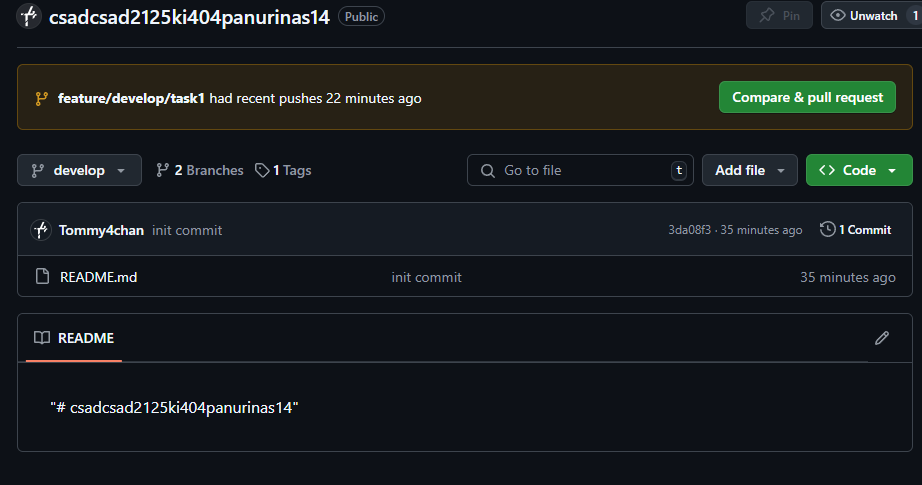 csadcsad2125ki404panurinas14 Public Pin Unwatch 1
feature/develop/task1 had recent pushes 22 minutes ago Compare & pull request
develop 2 Branches 1 Tags Go to file t Add file Code
Tommy4chan init commit 3da08f3 · 35 minutes ago 1 Commit
README.md init commit 35 minutes ago
README
"# csadcsad2125ki404panurinas14"